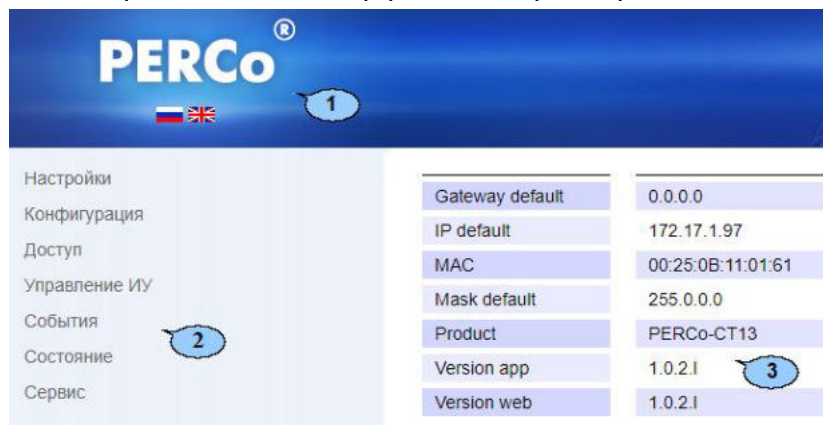 PERCo®
1
Настройки
Конфигурация
Доступ
Управление ИУ
События
Состояние
Сервис
2
Gateway default 0.0.0.0
IP default 172.17.1.97
MAC 00:25:0B:11:01:61
Mask default 255.0.0.0
Product PERCo-CT13
Version app 1.0.2.I
3
Version web 1.0.2.I